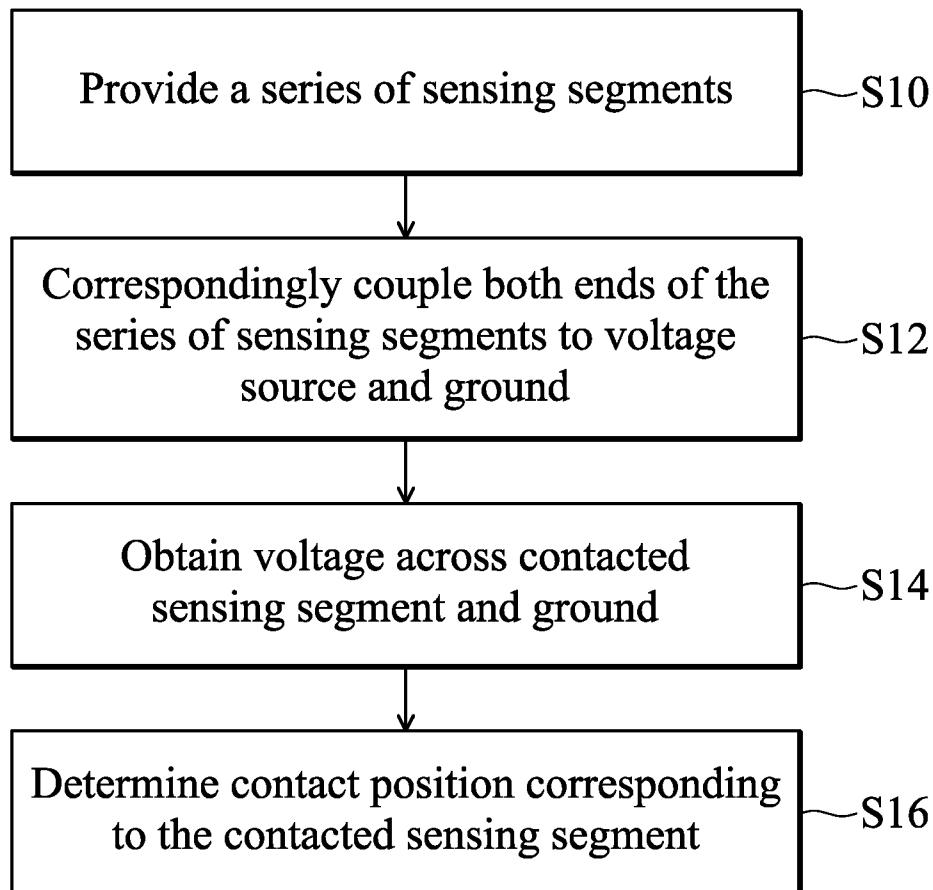 Provide a series of sensing segments
S10
Correspondingly couple both ends of the
series of sensing segments to voltage
source and ground
S12
Obtain voltage across contacted
sensing segment and ground
S14
Determine contact position corresponding
to the contacted sensing segment
S16